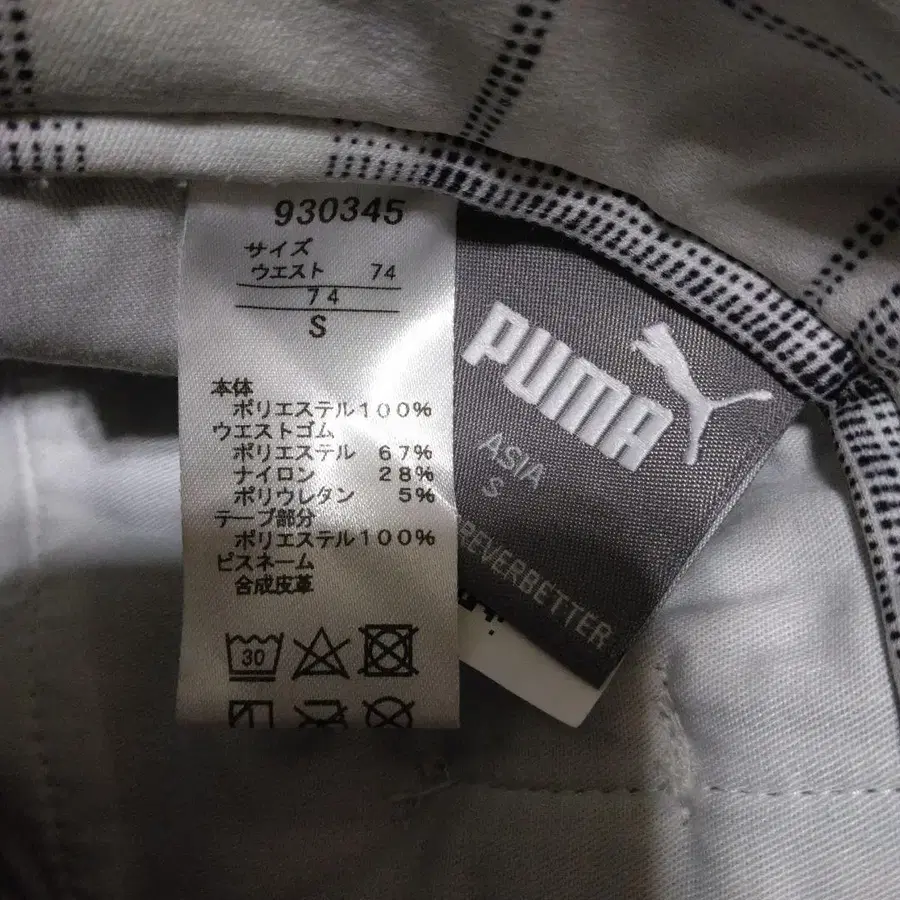 930345
サイズ
ウエスト 74
74
S
本体
ポリエステル100%
ウエストゴム
ポリエステル 67%
ナイロン 28%
ポリウレタン 5%
テープ部分
ポリエステル100%
ピスネーム
合成皮革
30
PUMA
ASIA
S
REVERBETTER